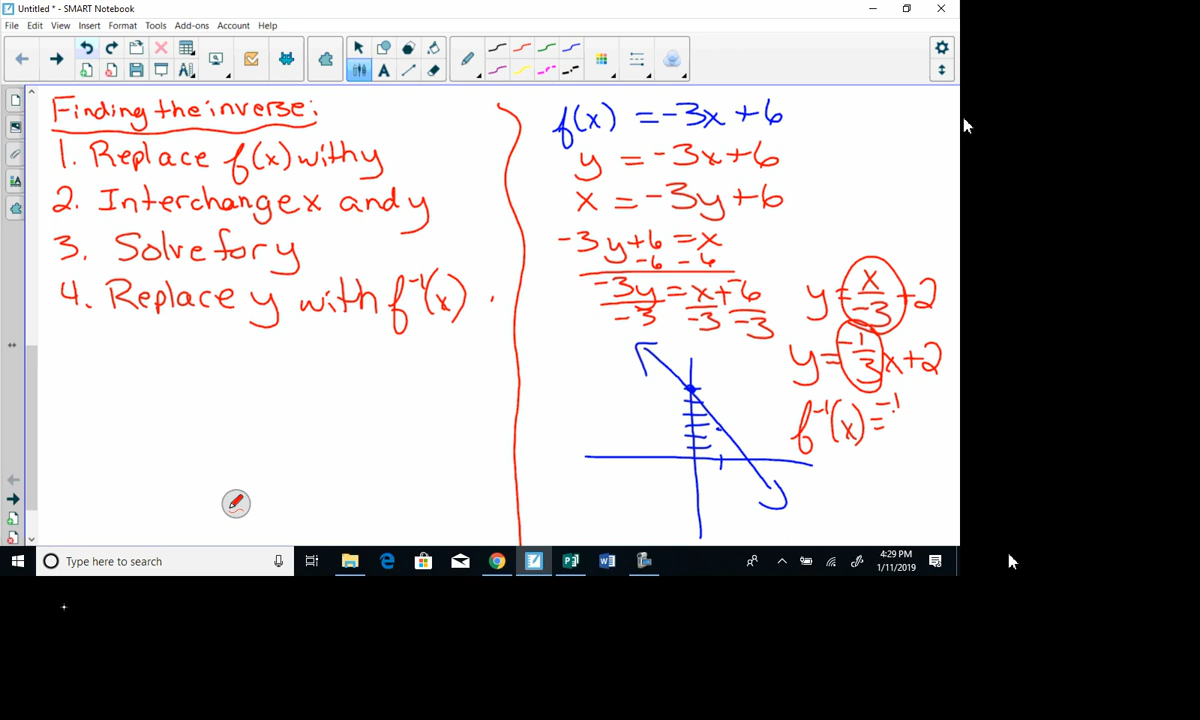 Untitled * - SMART Notebook
File Edit View Insert Format Tools Add-ons Account Help
Finding the inverse:
1. Replace f(x) with y
2. Interchange x and y
3. Solve for y
4. Replace y with f⁻¹(x).
f(x) = -3x + 6
y = -3x + 6
x = -3y + 6
-3y + 6 = x
-6 -6
-3y = x + -6
-3 -3 -3
y = x/-3 + 2
y = -1/3 x + 2
f⁻¹(x) = -1
Type here to search
4:29 PM
1/11/2019